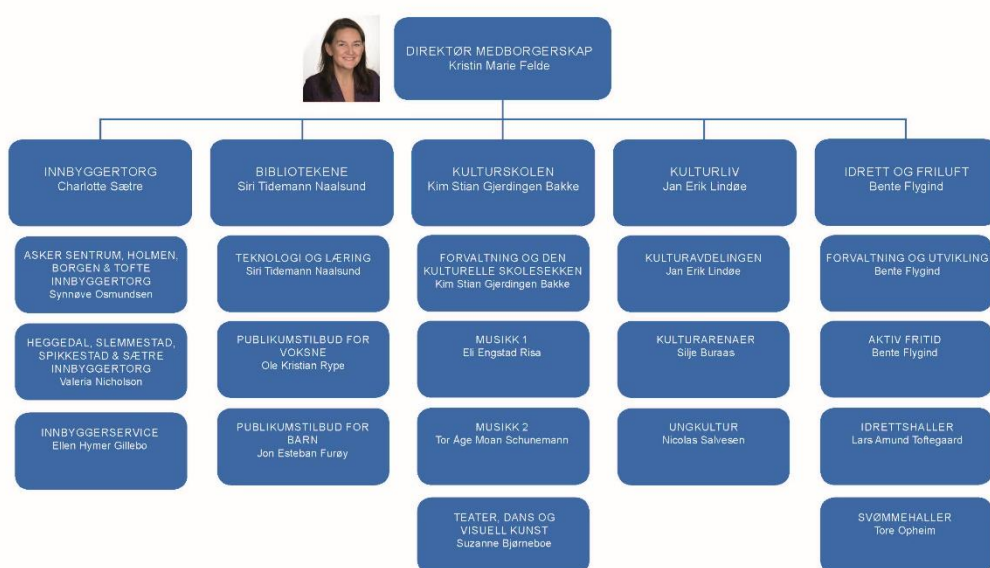 DIREKTØR MEDBORGERSKAP
Kristin Marie Felde
INNBYGGERTORG
Charlotte Sætre
BIBLIOTEKENE
Siri Tidemann Naalsund
KULTURSKOLEN
Kim Stian Gjerdingen Bakke
KULTURLIV
Jan Erik Lindøe
IDRETT OG FRILUFT
Bente Flygind
ASKER SENTRUM, HOLMEN,
BORGEN & TOFTE
INNBYGGERTORG
Synnøve Osmundsen
TEKNOLOGI OG LÆRING
Siri Tidemann Naalsund
FORVALTNING OG DEN
KULTURELLE SKOLESEKKEN
Kim Stian Gjerdingen Bakke
KULTURAVDELINGEN
Jan Erik Lindøe
FORVALTNING OG UTVIKLING
Bente Flygind
HEGGEDAL, SLEMMESTAD,
SPIKKESTAD & SÆTRE
INNBYGGERTORG
Valeria Nicholson
PUBLIKUMSTILBUD FOR
VOKSNE
Ole Kristian Rype
MUSIKK 1
Eli Engstad Risa
KULTURARENAER
Silje Buraas
AKTIV FRITID
Bente Flygind
INNBYGGERSERVICE
Ellen Hymer Gillebo
PUBLIKUMSTILBUD FOR
BARN
Jon Esteban Furøy
MUSIKK 2
Tor Åge Moan Schunemann
UNGKULTUR
Nicolas Salvesen
IDRETTSHALLER
Lars Amund Toftegaard
TEATER, DANS OG
VISUELL KUNST
Suzanne Bjørneboe
SVØMMEHALLER
Tore Opheim